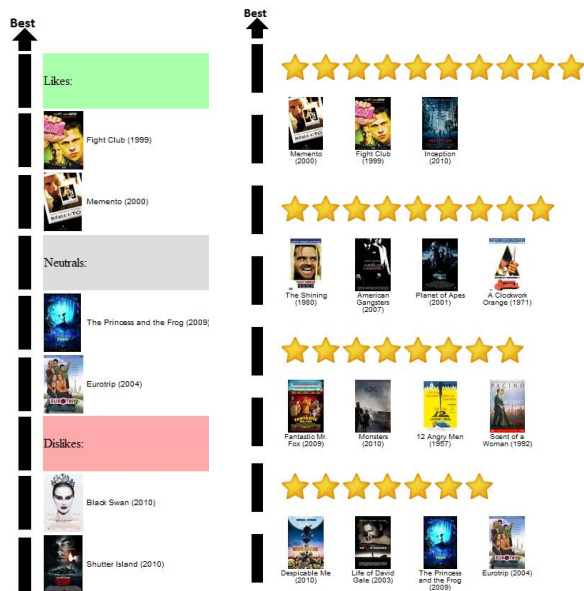 Best
Likes:
Fight Club (1999)
Memento (2000)
Neutrals:
The Princess and the Frog (2009)
Eurotrip (2004)
Dislikes:
Black Swan (2010)
Shutter Island (2010)
Best
Memento
(2000)
Fight Club
(1999)
Inception
(2010)
The Shining
(1980)
American
Gangsters
(2007)
Planet of Apes
(2001)
A Clockwork
Orange (1971)
Fantastic Mr.
Fox (2009)
Monsters
(2010)
12 Angry Men
(1957)
Scent of a
Woman (1992)
Despicable Me
(2010)
Life of David
Gale (2003)
The Princess
and the Frog
(2009)
Eurotrip (2004)
PACINO
EUROTRIP
SHINING